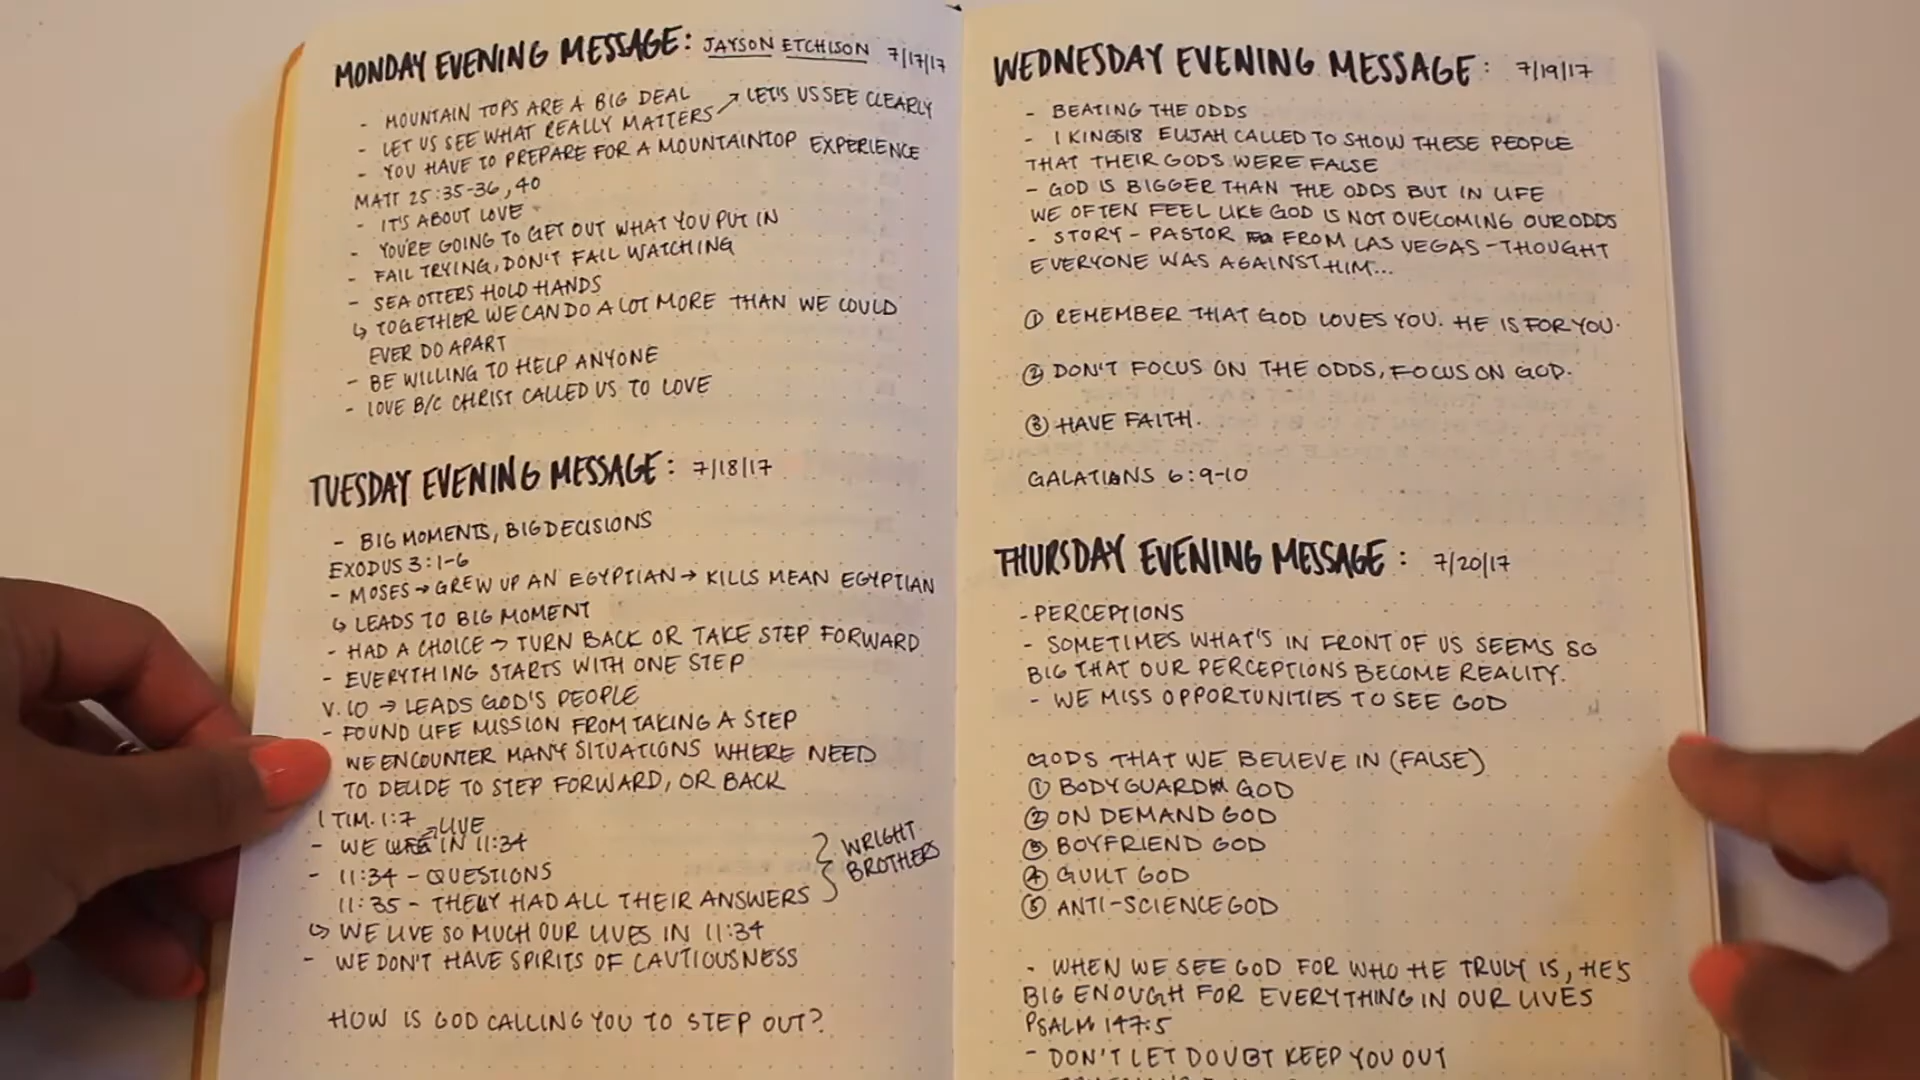 MONDAY EVENING MESSAGE: JAYSON ETCHISON 7/17/17
- MOUNTAIN TOPS ARE A BIG DEAL
- LET US SEE WHAT REALLY MATTERS ↗ LET'S US SEE CLEARLY
- YOU HAVE TO PREPARE FOR A MOUNTAINTOP EXPERIENCE
MATT 25:35-36, 40
- IT'S ABOUT LOVE
- YOU'RE GOING TO GET OUT WHAT YOU PUT IN
- FAIL TRYING, DON'T FAIL WATCHING
- SEA OTTERS HOLD HANDS
↳ TOGETHER WE CAN DO A LOT MORE THAN WE COULD
EVER DO APART
- BE WILLING TO HELP ANYONE
- LOVE B/C CHRIST CALLED US TO LOVE
TUESDAY EVENING MESSAGE: 7/18/17
- BIG MOMENTS, BIG DECISIONS
EXODUS 3:1-6
- MOSES → GREW UP AN EGYPTIAN → KILLS MEAN EGYPTIAN
↳ LEADS TO BIG MOMENT
- HAD A CHOICE → TURN BACK OR TAKE STEP FORWARD
- EVERYTHING STARTS WITH ONE STEP
V. 10 → LEADS GOD'S PEOPLE
- FOUND LIFE MISSION FROM TAKING A STEP
WE ENCOUNTER MANY SITUATIONS WHERE NEED
TO DECIDE TO STEP FORWARD, OR BACK
1 TIM. 1:7
- WE LIVE IN 11:34
- 11:34 - QUESTIONS
11:35 - THEY HAD ALL THEIR ANSWERS
WRIGHT
BROTHERS
↳ WE LIVE SO MUCH OUR LIVES IN 11:34
- WE DON'T HAVE SPIRITS OF CAUTIOUSNESS
HOW IS GOD CALLING YOU TO STEP OUT?
WEDNESDAY EVENING MESSAGE: 7/19/17
- BEATING THE ODDS
- 1 KINGS18 ELIJAH CALLED TO SHOW THESE PEOPLE
THAT THEIR GODS WERE FALSE
- GOD IS BIGGER THAN THE ODDS BUT IN LIFE
WE OFTEN FEEL LIKE GOD IS NOT OVECOMING OUR ODDS
- STORY - PASTOR FROM LAS VEGAS - THOUGHT
EVERYONE WAS AGAINST HIM...
① REMEMBER THAT GOD LOVES YOU. HE IS FOR YOU.
② DON'T FOCUS ON THE ODDS, FOCUS ON GOD.
③ HAVE FAITH.
GALATIANS 6:9-10
THURSDAY EVENING MESSAGE: 7/20/17
- PERCEPTIONS
- SOMETIMES WHAT'S IN FRONT OF US SEEMS SO
BIG THAT OUR PERCEPTIONS BECOME REALITY.
- WE MISS OPPORTUNITIES TO SEE GOD
GODS THAT WE BELIEVE IN (FALSE)
① BODYGUARD GOD
② ON DEMAND GOD
③ BOYFRIEND GOD
④ GUILT GOD
⑤ ANTI-SCIENCE GOD
- WHEN WE SEE GOD FOR WHO HE TRULY IS, HE'S
BIG ENOUGH FOR EVERYTHING IN OUR LIVES
PSALM 147:5
- DON'T LET DOUBT KEEP YOU OUT